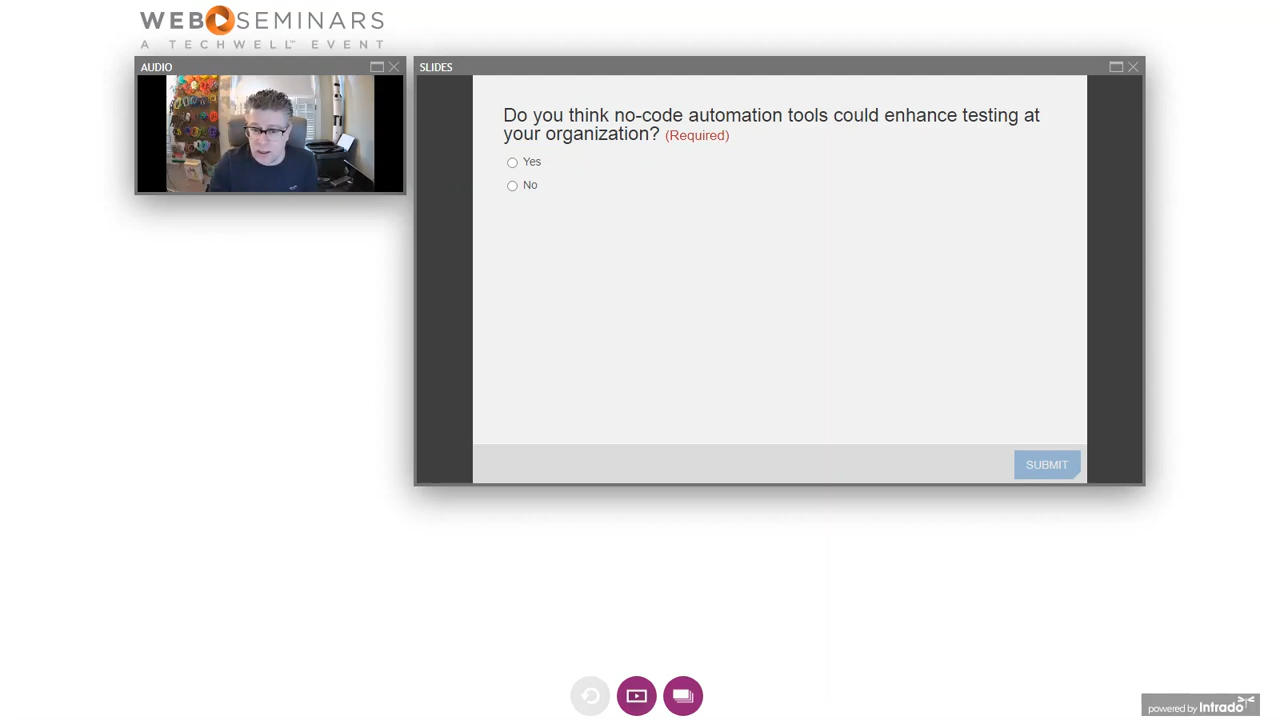 WEB SEMINARS
A TECHWELL™ EVENT
AUDIO
SLIDES
Do you think no-code automation tools could enhance testing at
your organization? (Required)
Yes
No
SUBMIT
powered by Intrado